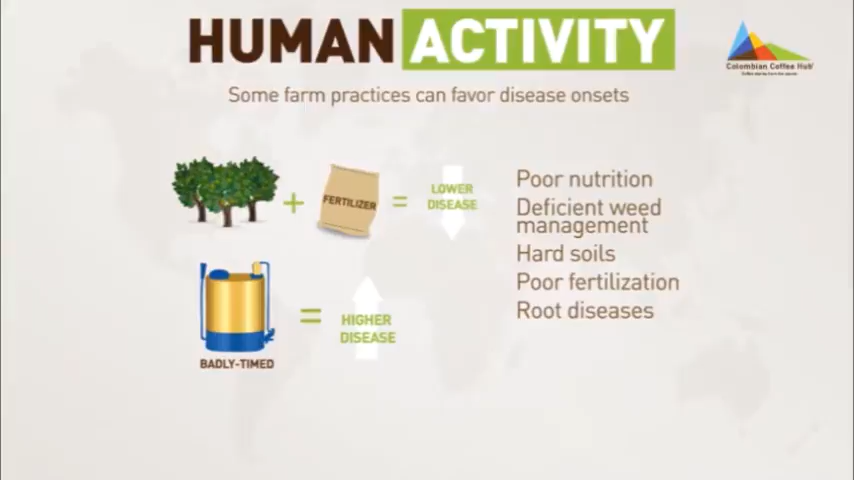 HUMAN ACTIVITY
Colombian Coffee Hub
Some farm practices can favor disease onsets
FERTILIZER
LOWER
DISEASE
Poor nutrition
Deficient weed
management
Hard soils
Poor fertilization
Root diseases
HIGHER
DISEASE
BADLY-TIMED